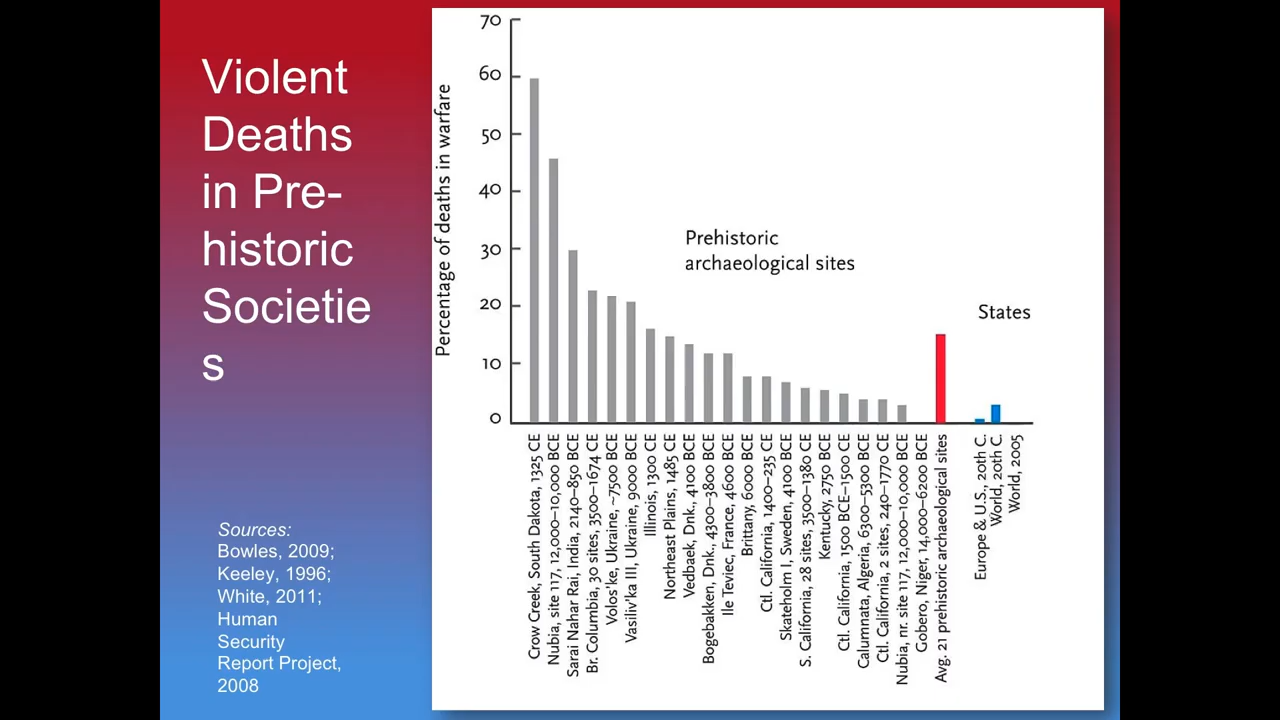 Violent
Deaths
in Pre-
historic
Societie
s
Sources:
Bowles, 2009;
Keeley, 1996;
White, 2011;
Human
Security
Report Project,
2008
Percentage of deaths in warfare
70
60
50
40
30
20
10
0
Prehistoric
archaeological sites
States
Crow Creek, South Dakota, 1325 CE
Nubia, site 117, 12,000–10,000 BCE
Sarai Nahar Rai, India, 2140–850 BCE
Br. Columbia, 30 sites, 3500–1674 CE
Volos'ke, Ukraine, ~7500 BCE
Vasiliv'ka III, Ukraine, 9000 BCE
Illinois, 1300 CE
Northeast Plains, 1485 CE
Vedbaek, Dnk., 4100 BCE
Bogebakken, Dnk., 4300–3800 BCE
Ile Teviec, France, 4600 BCE
Brittany, 6000 BCE
Ctl. California, 1400–235 CE
Skateholm I, Sweden, 4100 BCE
S. California, 28 sites, 3500–1380 CE
Kentucky, 2750 BCE
Ctl. California, 1500 BCE–1500 CE
Calumnata, Algeria, 6300–5300 BCE
Ctl. California, 2 sites, 240–1770 CE
Nubia, nr. site 117, 12,000–10,000 BCE
Gobero, Niger, 14,000–6200 BCE
Avg. 21 prehistoric archaeological sites
Europe & U.S., 20th C.
World, 20th C.
World, 2005